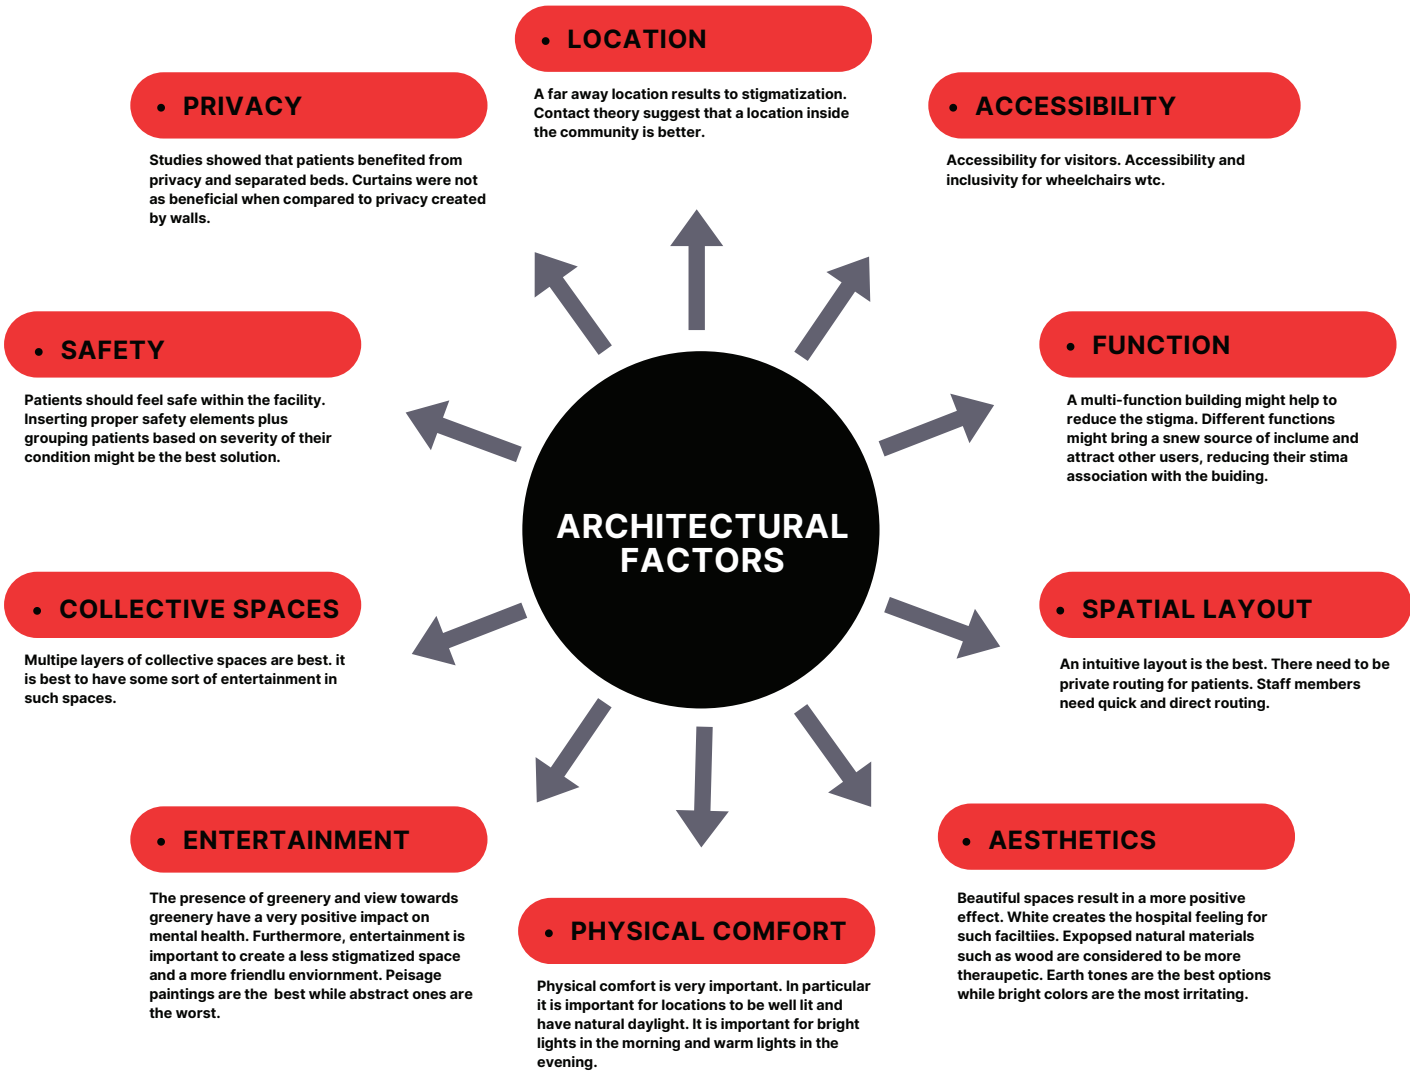 • LOCATION
A far away location results to stigmatization.
Contact theory suggest that a location inside
the community is better.
• PRIVACY
Studies showed that patients benefited from
privacy and separated beds. Curtains were not
as beneficial when compared to privacy created
by walls.
• ACCESSIBILITY
Accessibility for visitors. Accessibility and
inclusivity for wheelchairs wtc.
• SAFETY
Patients should feel safe within the facility.
Inserting proper safety elements plus
grouping patients based on severity of their
condition might be the best solution.
• FUNCTION
A multi-function building might help to
reduce the stigma. Different functions
might bring a snew source of inclume and
attract other users, reducing their stima
association with the buiding.
ARCHITECTURAL
FACTORS
• COLLECTIVE SPACES
Multipe layers of collective spaces are best. it
is best to have some sort of entertainment in
such spaces.
• SPATIAL LAYOUT
An intuitive layout is the best. There need to be
private routing for patients. Staff members
need quick and direct routing.
• ENTERTAINMENT
The presence of greenery and view towards
greenery have a very positive impact on
mental health. Furthermore, entertainment is
important to create a less stigmatized space
and a more friendlu enviornment. Peisage
paintings are the best while abstract ones are
the worst.
• PHYSICAL COMFORT
Physical comfort is very important. In particular
it is important for locations to be well lit and
have natural daylight. It is important for bright
lights in the morning and warm lights in the
evening.
• AESTHETICS
Beautiful spaces result in a more positive
effect. White creates the hospital feeling for
such faciltiies. Expopsed natural materials
such as wood are considered to be more
theraupetic. Earth tones are the best options
while bright colors are the most irritating.